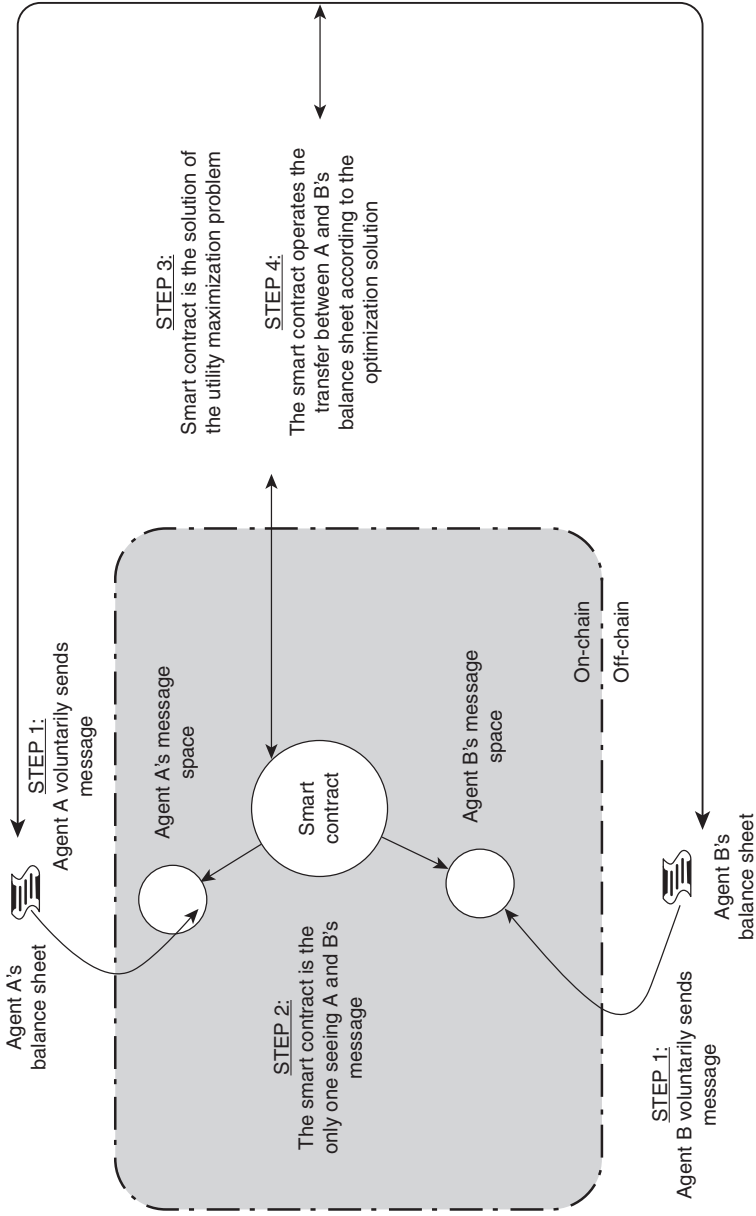 Agent A's
balance sheet
STEP 1:
Agent A voluntarily sends
message
Agent A's message
space
STEP 2:
The smart contract is the
only one seeing A and B's
message
Smart
contract
Agent B's message
space
On-chain
Off-chain
STEP 1:
Agent B voluntarily sends
message
Agent B's
balance sheet
STEP 3:
Smart contract is the solution of
the utility maximization problem
STEP 4:
The smart contract operates the
transfer between A and B's
balance sheet according to the
optimization solution